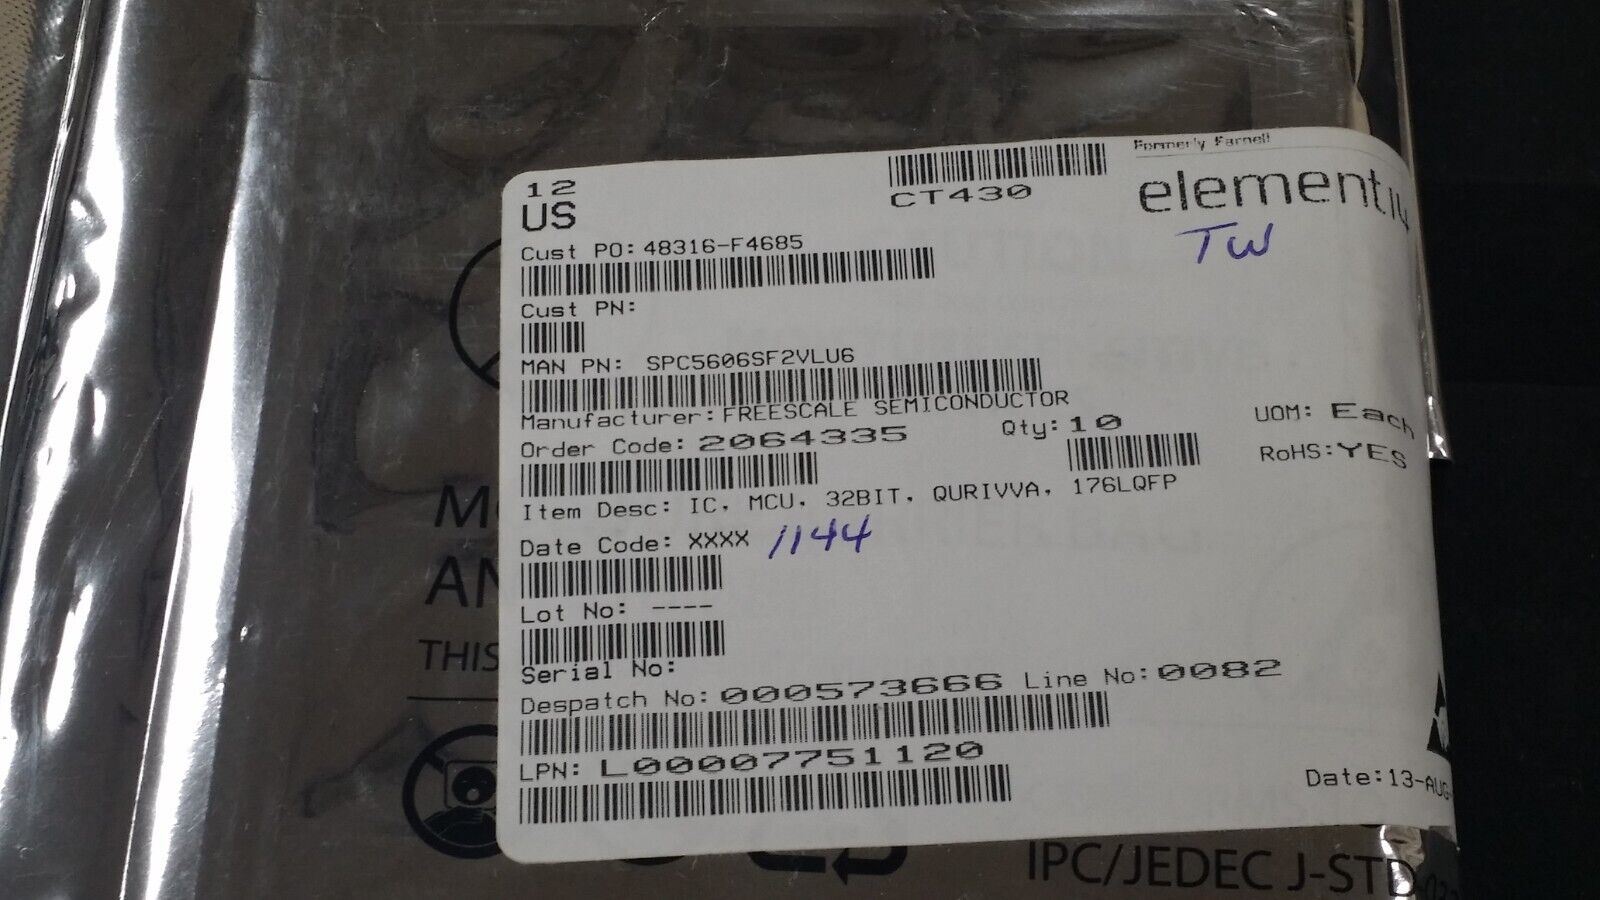 Formerly Farnell
element14
TW
12
US
CT430
Cust PO: 48316-F4685
Cust PN:
MAN PN: SPC5606SF2VLU6
Manufacturer: FREESCALE SEMICONDUCTOR
Order Code: 2064335 Qty: 10 UOM: Each
RoHS: YES
Item Desc: IC, MCU, 32BIT, QURIVVA, 176LQFP
Date Code: XXXX 1144
Lot No: ----
Serial No:
Despatch No: 000573666 Line No: 0082
LPN: L00007751120
Date: 13-AUG-
THIS
IPC/JEDEC J-STD